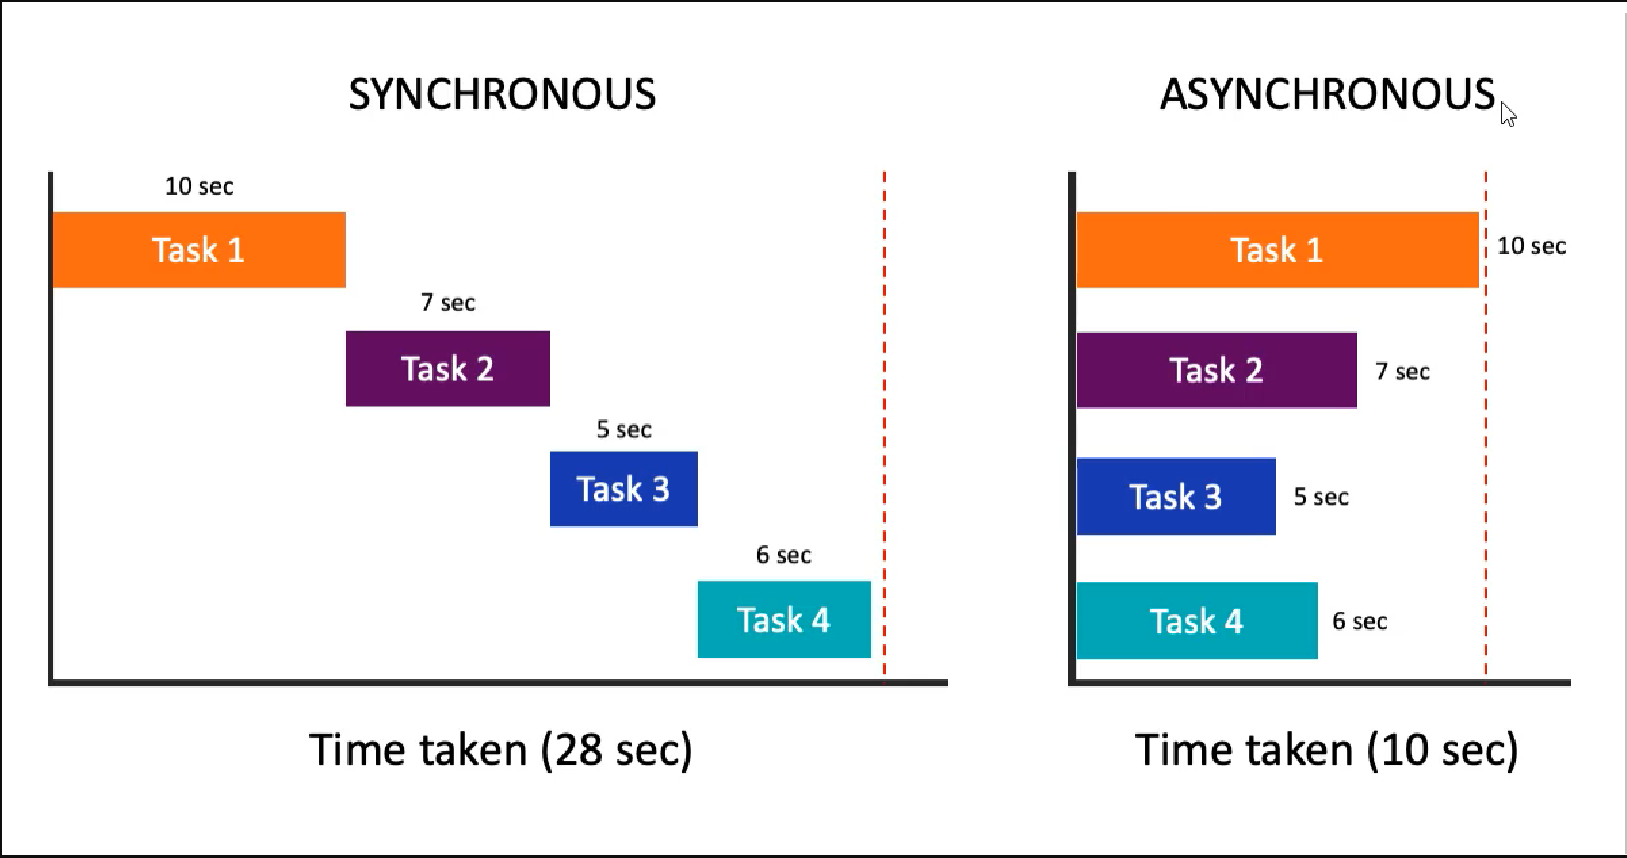 SYNCHRONOUS
10 sec
Task 1
7 sec
Task 2
5 sec
Task 3
6 sec
Task 4
Time taken (28 sec)
ASYNCHRONOUS
Task 1
10 sec
Task 2
7 sec
Task 3
5 sec
Task 4
6 sec
Time taken (10 sec)